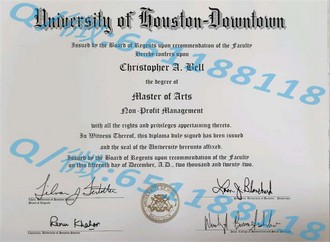 University of Houston-Downtown
Issued by the Board of Regents upon recommendation of the Faculty
Hereby confers upon
Christopher A. Bell
the degree of
Master of Arts
Non-Profit Management
with all the rights and privileges appertaining thereto.
In Witness Thereof, this diploma duly signed has been issued
and the seal of the University hereunto affixed.
Issued by the Board of Regents upon recommendation of the Faculty
on this fifteenth day of December, A.D., two thousand and twenty two.
Q/微:651188118
Q/微:651188118